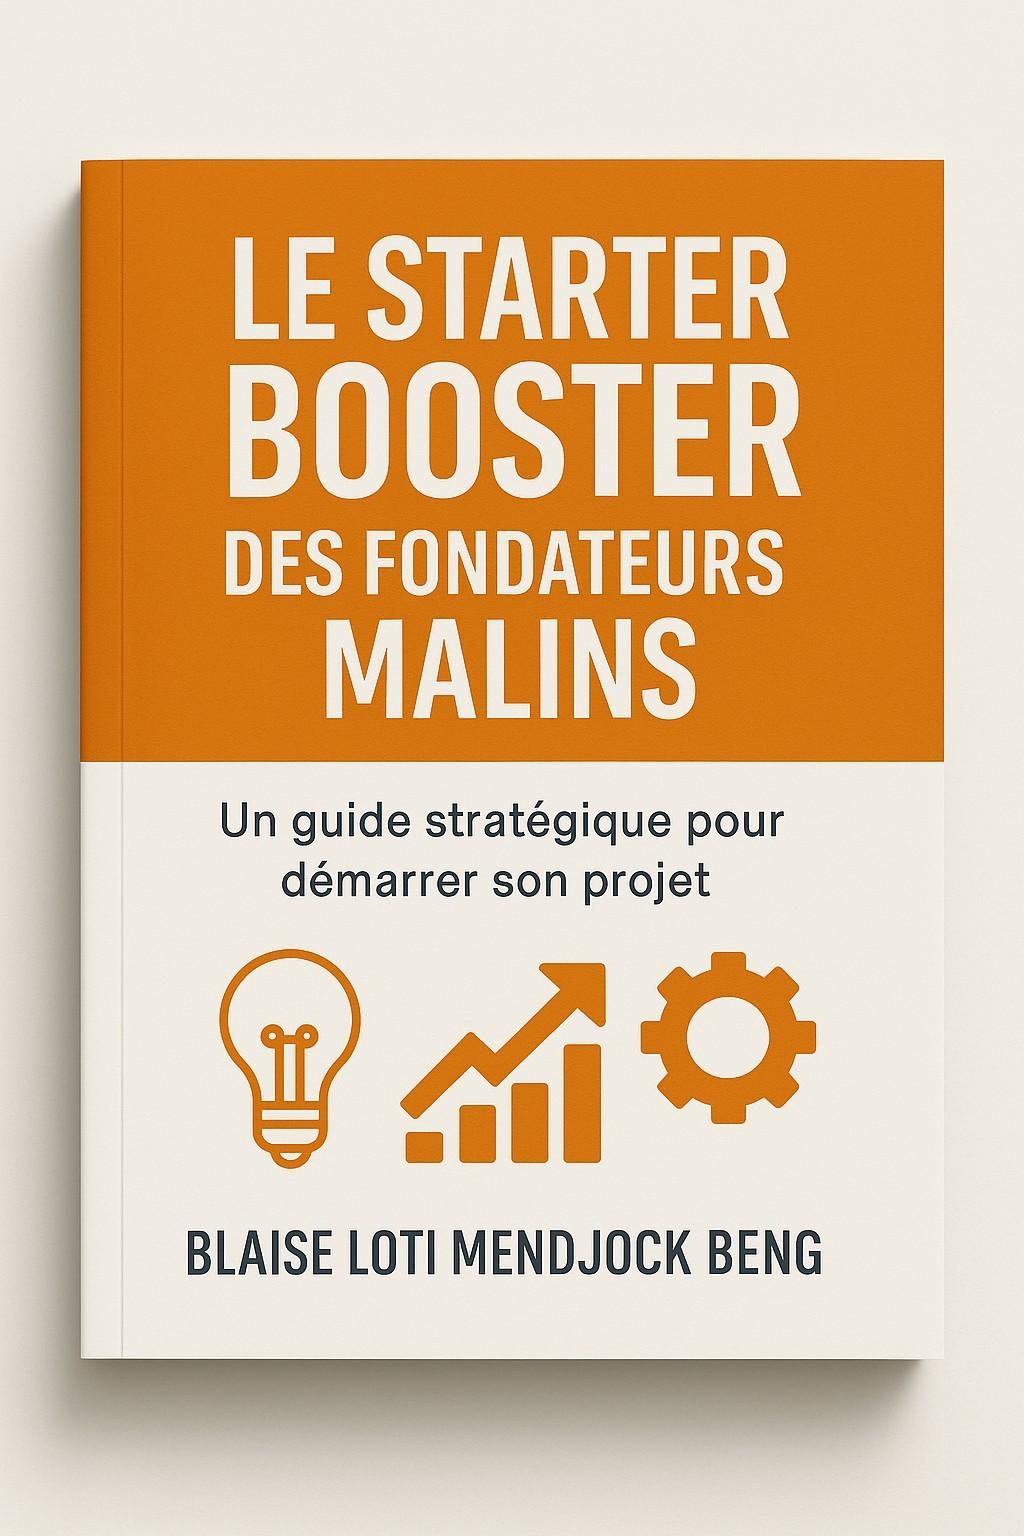 LE STARTER
BOOSTER
DES FONDATEURS
MALINS
Un guide stratégique pour
démarrer son projet
BLAISE LOTI MENDJOCK BENG